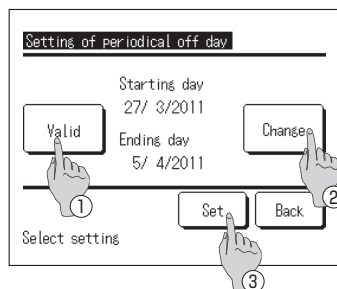 Setting of periodical off day
Starting day
27/ 3/2011
Valid
Change
Ending day
5/ 4/2011
①
②
Set
Back
Select setting
③